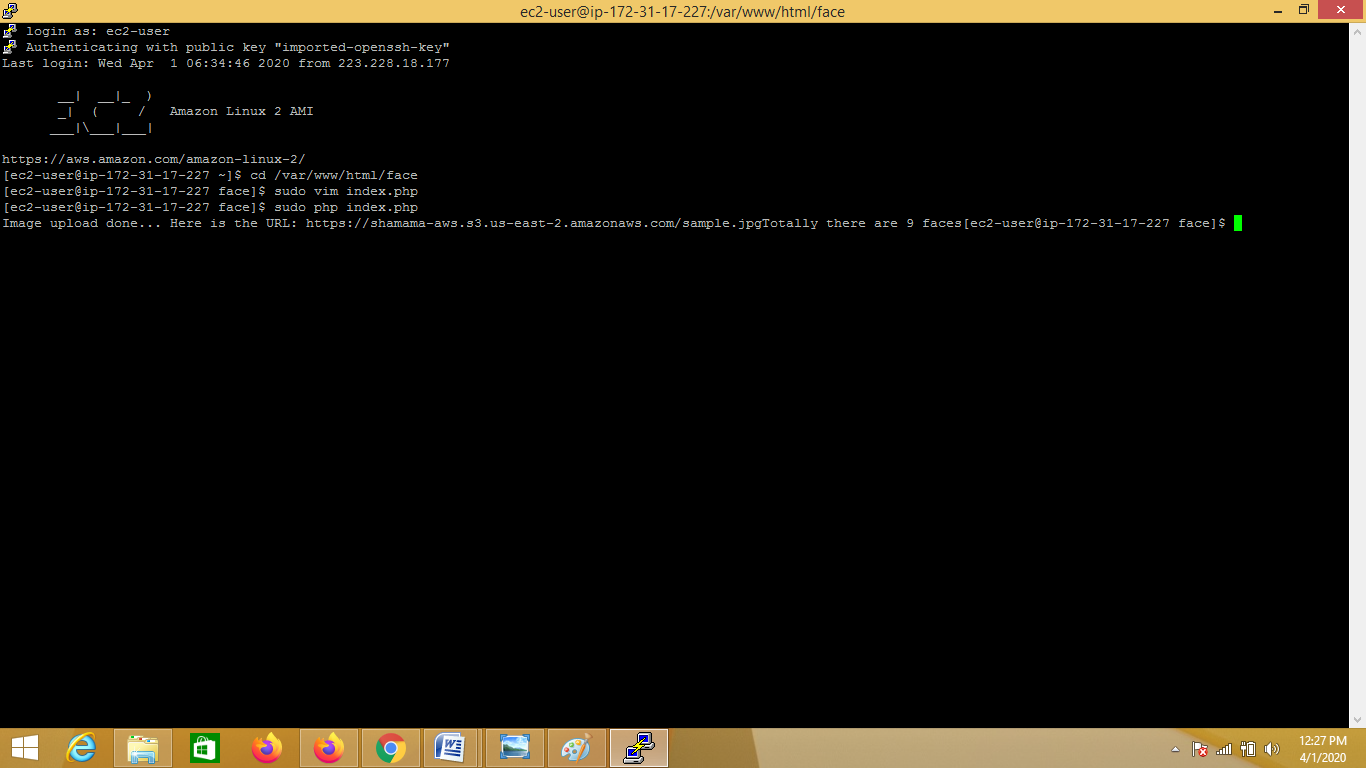 ec2-user@ip-172-31-17-227:/var/www/html/face
login as: ec2-user
Authenticating with public key "imported-openssh-key"
Last login: Wed Apr  1 06:34:46 2020 from 223.228.18.177
       __|  __|_  )
       _|  (     /   Amazon Linux 2 AMI
      ___|\___|___|
https://aws.amazon.com/amazon-linux-2/
[ec2-user@ip-172-31-17-227 ~]$ cd /var/www/html/face
[ec2-user@ip-172-31-17-227 face]$ sudo vim index.php
[ec2-user@ip-172-31-17-227 face]$ sudo php index.php
Image upload done... Here is the URL: https://shamama-aws.s3.us-east-2.amazonaws.com/sample.jpgTotally there are 9 faces[ec2-user@ip-172-31-17-227 face]$
12:27 PM
4/1/2020